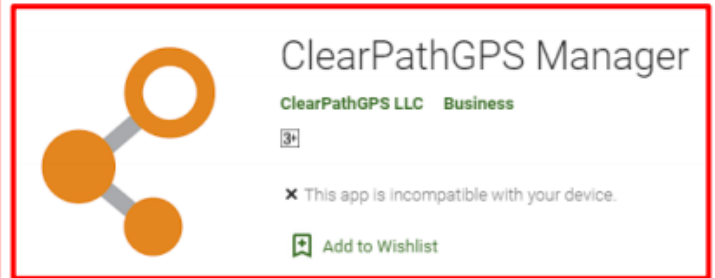 ClearPathGPS Manager
ClearPathGPS LLC Business
3+
✕ This app is incompatible with your device.
Add to Wishlist